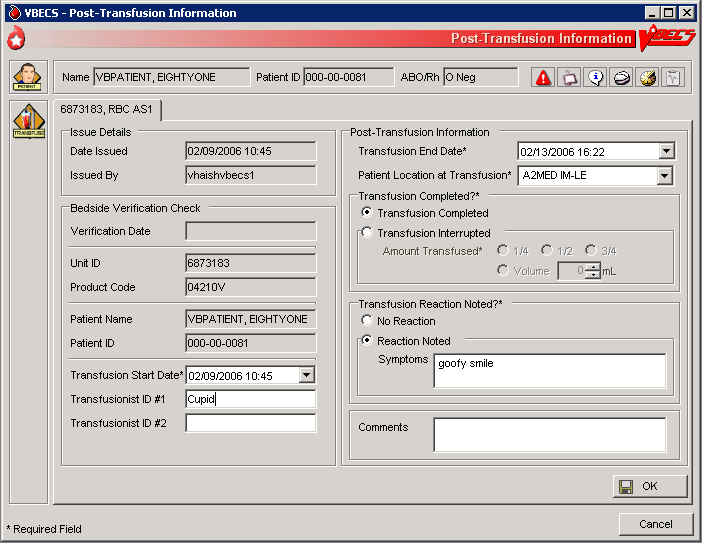 VBECS - Post-Transfusion Information
Post-Transfusion Information VBECS
PATIENT
Name VBPATIENT, EIGHTYONE Patient ID 000-00-0081 ABO/Rh O Neg
TRANSFUSE
6873183, RBC AS1
Issue Details
Date Issued 02/09/2006 10:45
Issued By vhaishvbecs1
Bedside Verification Check
Verification Date
Unit ID 6873183
Product Code 04210V
Patient Name VBPATIENT, EIGHTYONE
Patient ID 000-00-0081
Transfusion Start Date* 02/09/2006 10:45
Transfusionist ID #1 Cupid
Transfusionist ID #2
Post-Transfusion Information
Transfusion End Date* 02/13/2006 16:22
Patient Location at Transfusion* A2MED IM-LE
Transfusion Completed?*
Transfusion Completed
Transfusion Interrupted
Amount Transfused* 1/4 1/2 3/4
Volume 0 mL
Transfusion Reaction Noted?*
No Reaction
Reaction Noted
Symptoms goofy smile
Comments
OK
* Required Field
Cancel